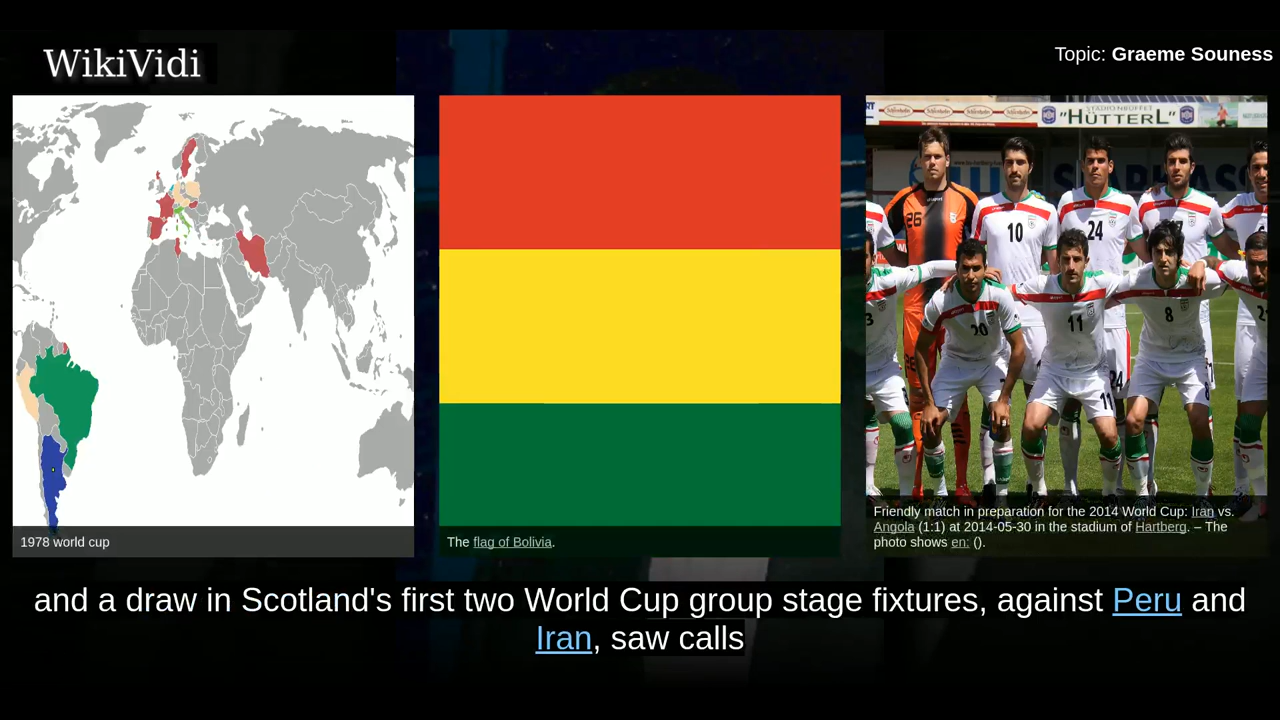 WikiVidi
Topic: Graeme Souness
"HÜTTERL"
26
10
24
20
11
8
11
1978 world cup
The flag of Bolivia.
Friendly match in preparation for the 2014 World Cup: Iran vs.
Angola (1:1) at 2014-05-30 in the stadium of Hartberg. – The
photo shows en: ().
and a draw in Scotland's first two World Cup group stage fixtures, against Peru and
Iran, saw calls